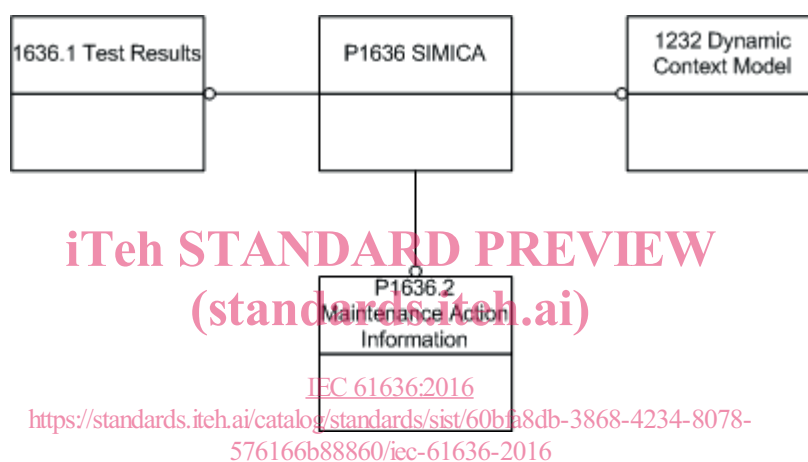 1636.1 Test Results
P1636 SIMICA
1232 Dynamic
Context Model
iTeh STANDARD PREVIEW
P1636.2
(standards.iteh.ai)
Maintenance Action
Information
IEC 61636:2016
https://standards.iteh.ai/catalog/standards/sist/60bfa8db-3868-4234-8078-
576166b88860/iec-61636-2016